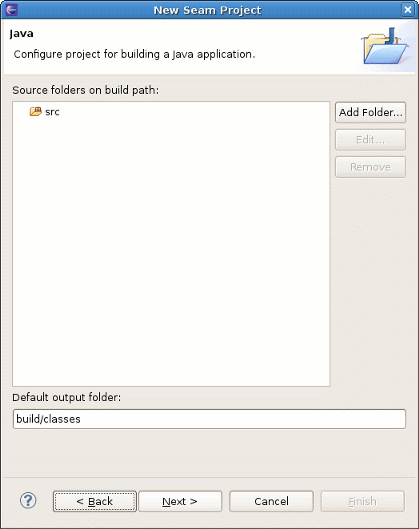 New Seam Project
Java
Configure project for building a Java application.
Source folders on build path:
src
Add Folder...
Edit...
Remove
Default output folder:
build/classes
?
< Back
Next >
Cancel
Finish